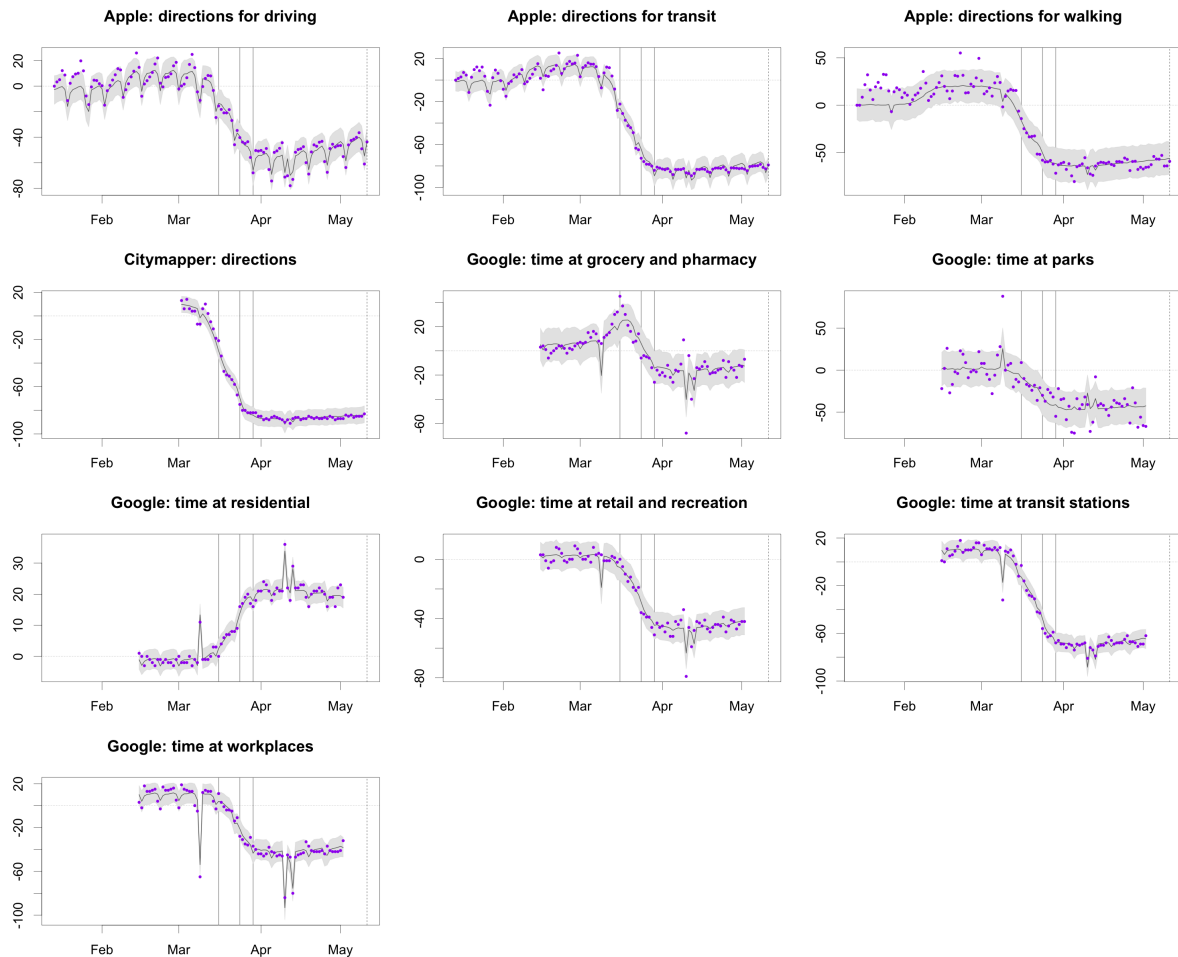 Apple: directions for driving
20
0
-40
-80
Feb Mar Apr May
Apple: directions for transit
20
-20
-60
-100
Feb Mar Apr May
Apple: directions for walking
50
0
-50
Feb Mar Apr May
Citymapper: directions
20
-20
-60
-100
Feb Mar Apr May
Google: time at grocery and pharmacy
20
-20
-60
Feb Mar Apr May
Google: time at parks
50
0
-50
Feb Mar Apr May
Google: time at residential
30
20
10
0
Feb Mar Apr May
Google: time at retail and recreation
0
-40
-80
Feb Mar Apr May
Google: time at transit stations
20
-20
-60
-100
Feb Mar Apr May
Google: time at workplaces
20
-20
-60
-100
Feb Mar Apr May